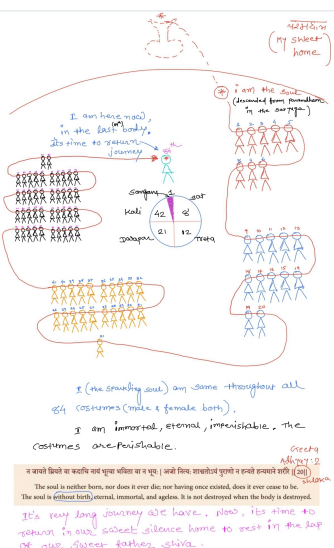 परमधाम
(My sweet home)
i am the soul
(descended from paramdham
in the satyuga)
I am here now,
in the last body.
its time to return
journey
84th
Sangam 1
sat
Kali
42
8
21
12
Dwapar
treta
I (the sparkling soul) am same throughout all
84 costumes (male & female both).
I am immortal, eternal, imperishable. The
costumes are perishable.
Geeta
Adhyay: 2
न जायते म्रियते वा कदाचि नायं भूत्वा भविता वा न भूयः | अजो नित्यः शाश्वतोऽयं पुराणो न हन्यते हन्यमाने शरीरे || 20 ||
shloka
The soul is neither born, nor does it ever die; nor having once existed, does it ever cease to be.
The soul is without birth, eternal, immortal, and ageless. It is not destroyed when the body is destroyed.
It's very long journey we have. Now, its time to
return in our sweet silence home to rest in the lap
of our sweet father shiva.